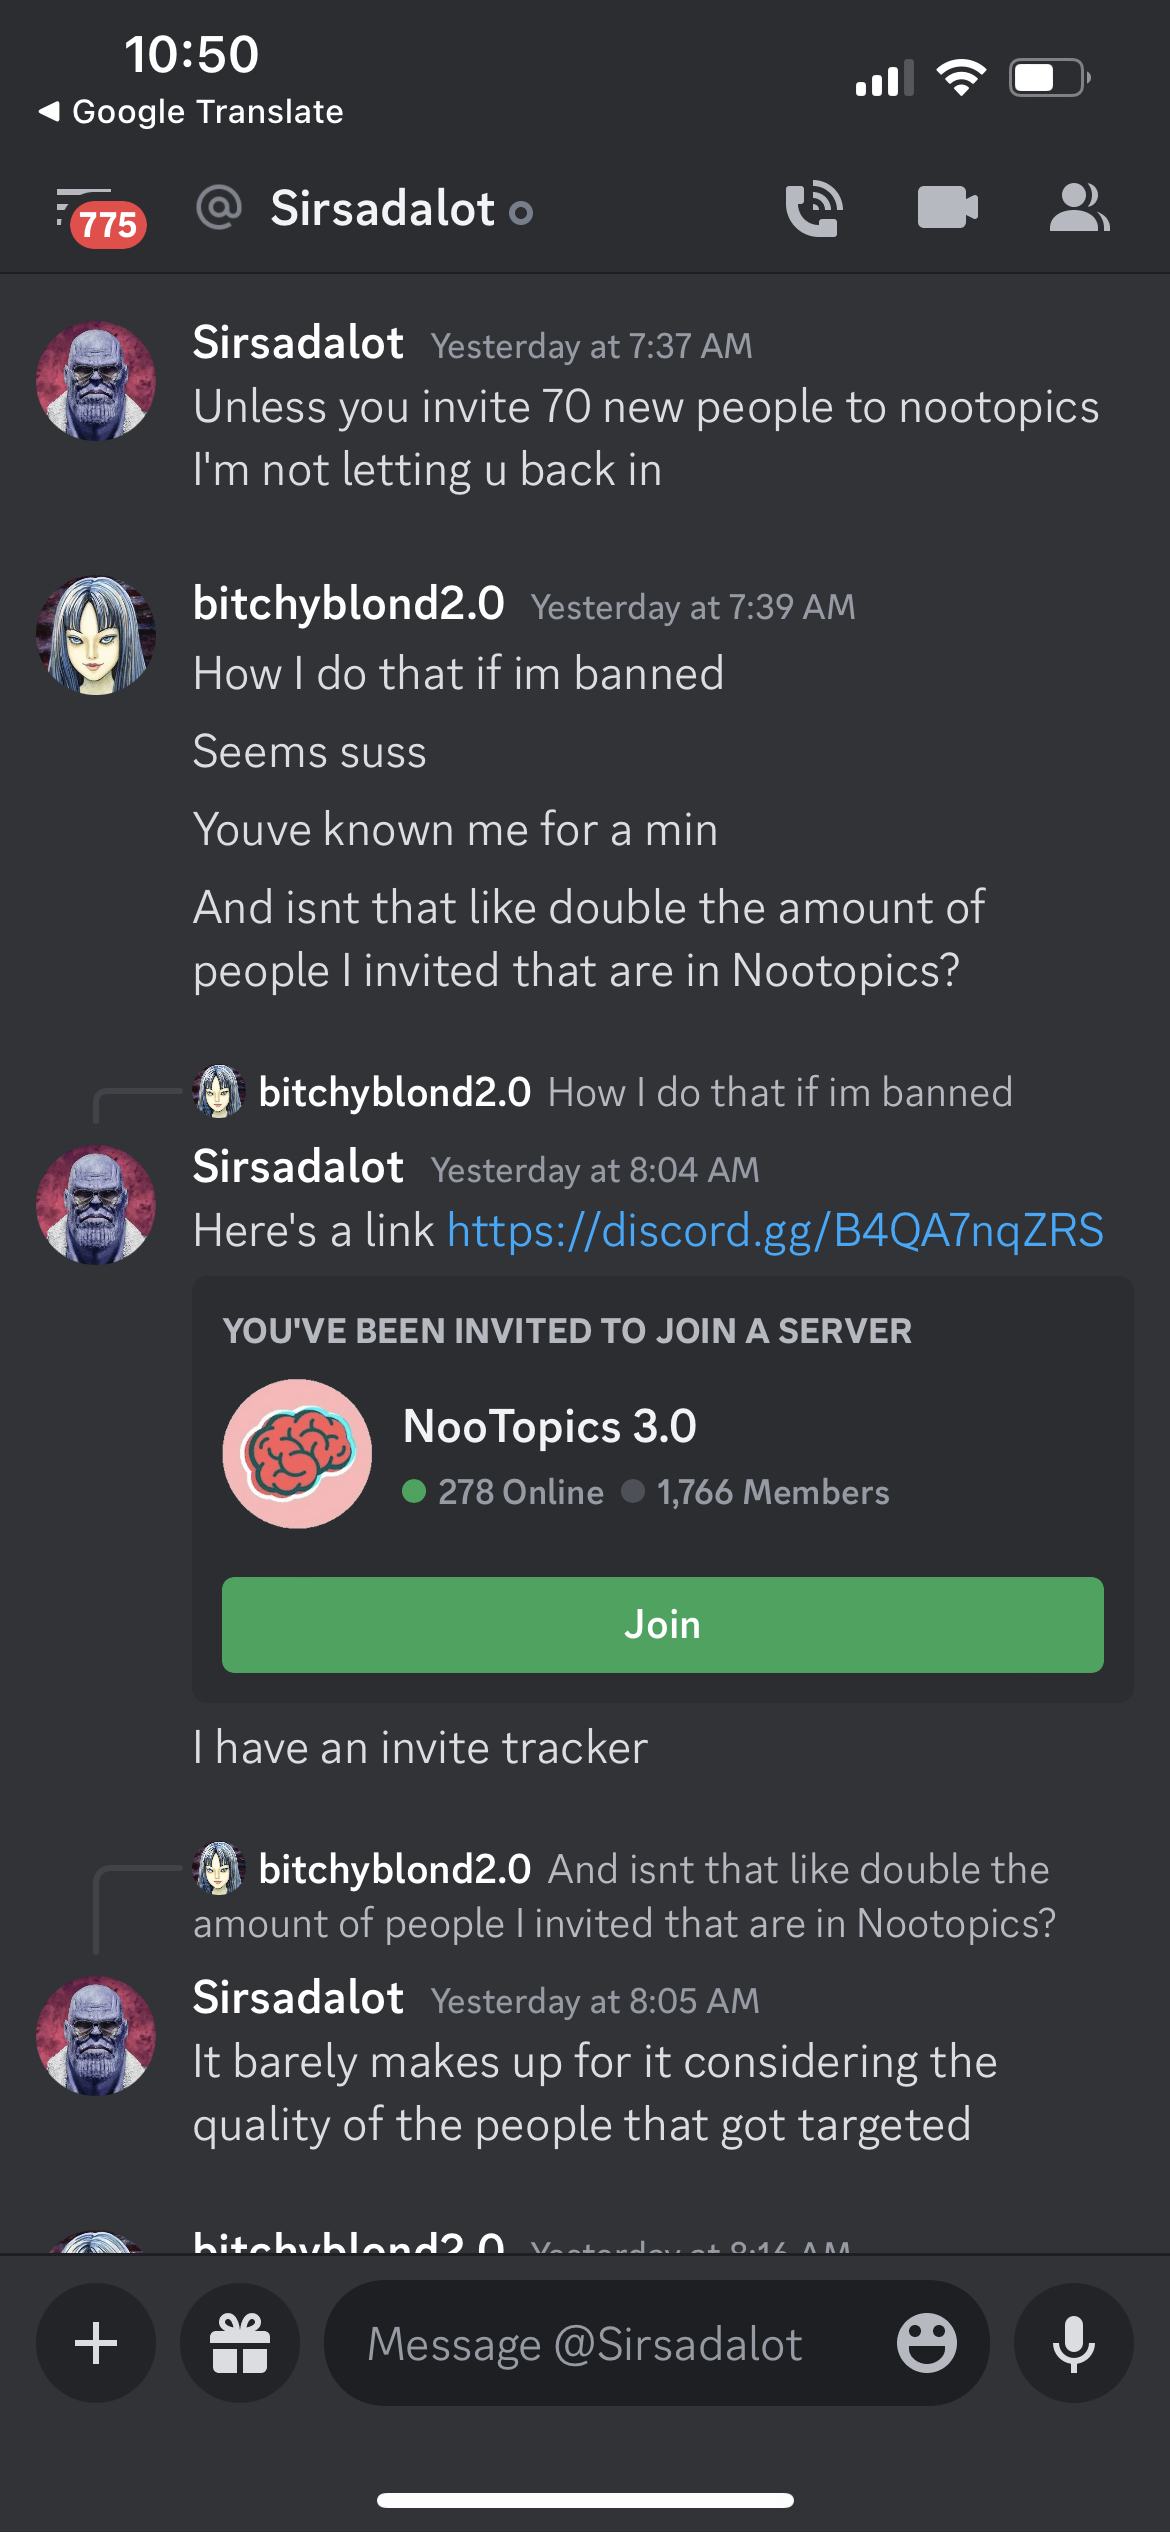 10:50
Google Translate
775
@ Sirsadalot
Sirsadalot Yesterday at 7:37 AM
Unless you invite 70 new people to nootopics
I'm not letting u back in
bitchyblond2.0 Yesterday at 7:39 AM
How I do that if im banned
Seems suss
Youve known me for a min
And isnt that like double the amount of
people I invited that are in Nootopics?
bitchyblond2.0 How I do that if im banned
Sirsadalot Yesterday at 8:04 AM
Here's a link https://discord.gg/B4QA7nqZRS
YOU'VE BEEN INVITED TO JOIN A SERVER
NooTopics 3.0
278 Online 1,766 Members
Join
I have an invite tracker
bitchyblond2.0 And isnt that like double the
amount of people I invited that are in Nootopics?
Sirsadalot Yesterday at 8:05 AM
It barely makes up for it considering the
quality of the people that got targeted
bitchyblond2.0 Yesterday at 8:16 AM
Message @Sirsadalot